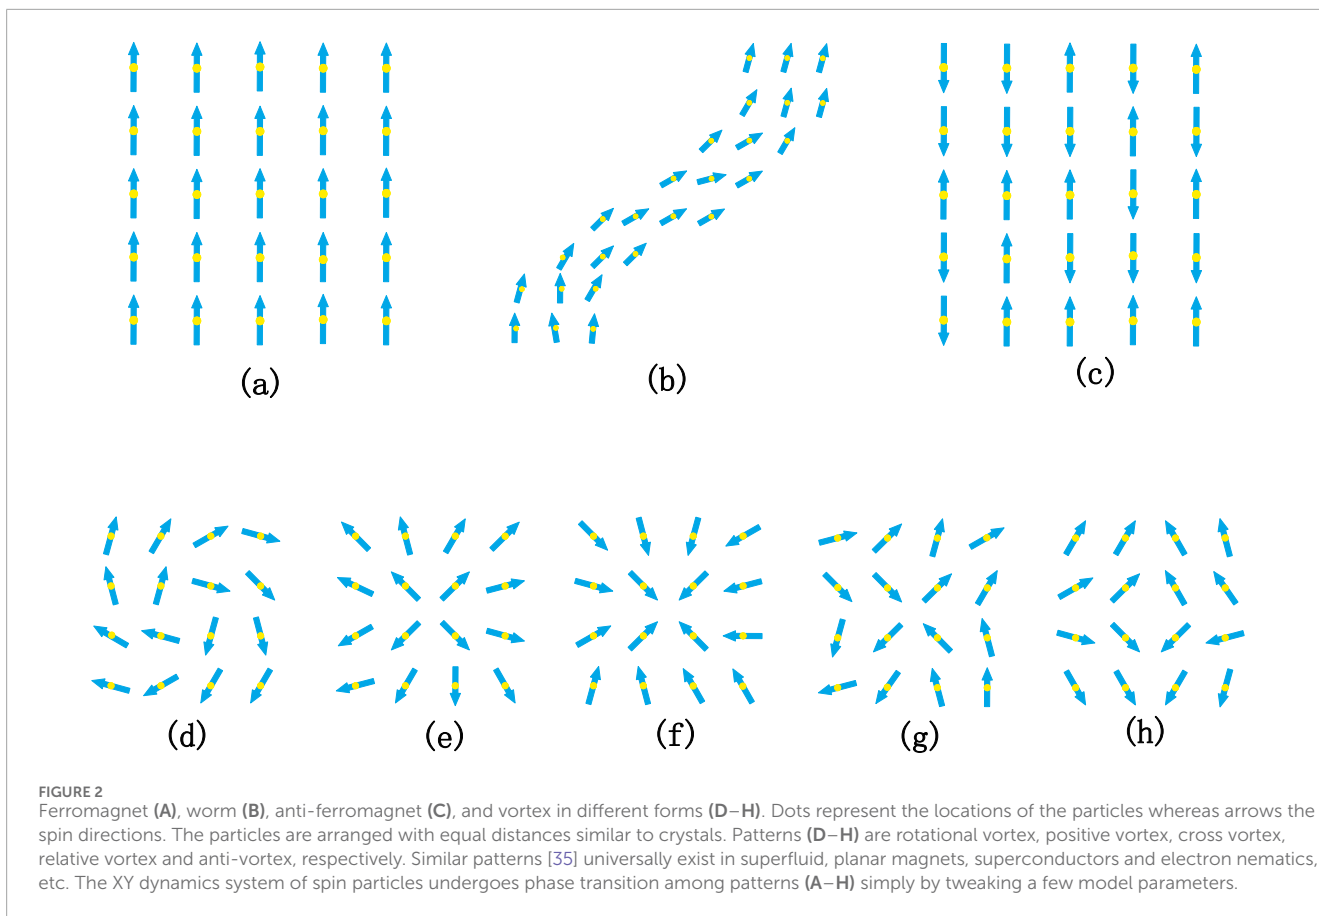 (a)
(b)
(c)
(d)
(e)
(f)
(g)
(h)
FIGURE 2
Ferromagnet (A), worm (B), anti-ferromagnet (C), and vortex in different forms (D–H). Dots represent the locations of the particles whereas arrows the
spin directions. The particles are arranged with equal distances similar to crystals. Patterns (D–H) are rotational vortex, positive vortex, cross vortex,
relative vortex and anti-vortex, respectively. Similar patterns [35] universally exist in superfluid, planar magnets, superconductors and electron nematics,
etc. The XY dynamics system of spin particles undergoes phase transition among patterns (A–H) simply by tweaking a few model parameters.